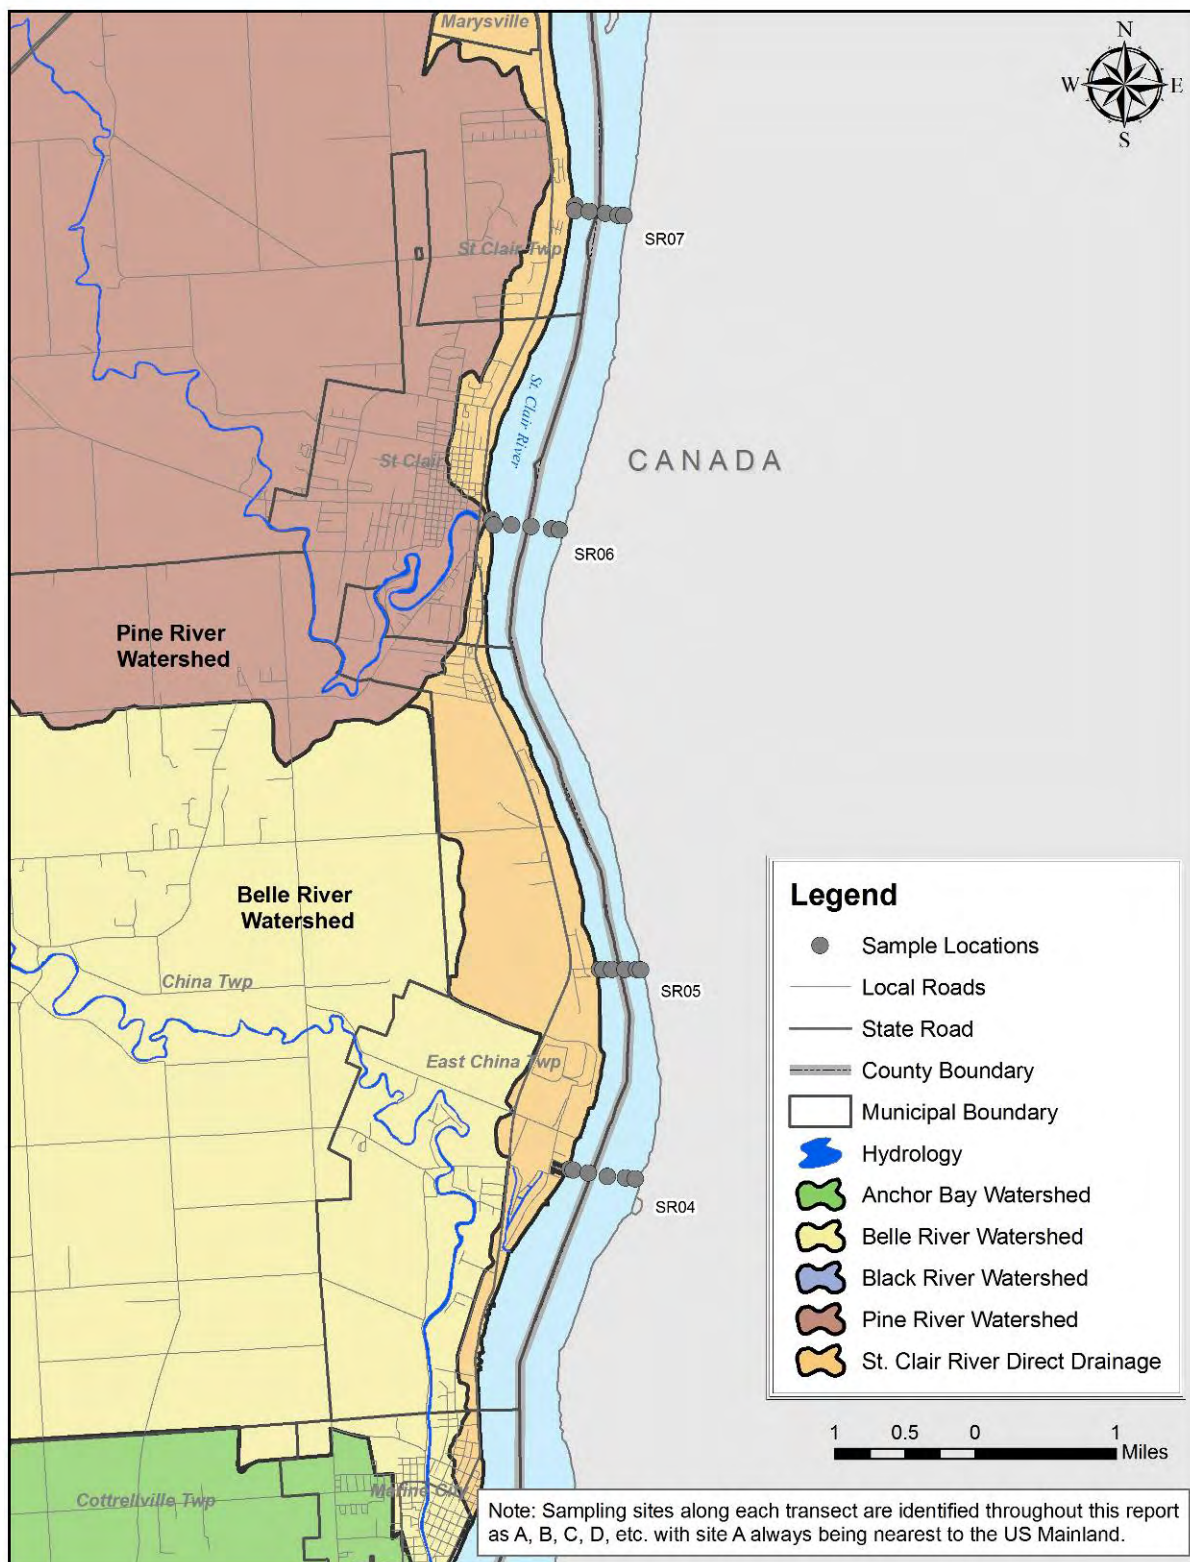 Marysville
N
W
E
S
SR07
St Clair Twp
St. Clair River
CANADA
St Clair
SR06
Pine River
Watershed
Belle River
Watershed
China Twp
SR05
East China Twp
SR04
Legend
Sample Locations
Local Roads
State Road
County Boundary
Municipal Boundary
Hydrology
Anchor Bay Watershed
Belle River Watershed
Black River Watershed
Pine River Watershed
St. Clair River Direct Drainage
1 0.5 0 1
Miles
Cottrellville Twp
Marine City
Note: Sampling sites along each transect are identified throughout this report
as A, B, C, D, etc. with site A always being nearest to the US Mainland.